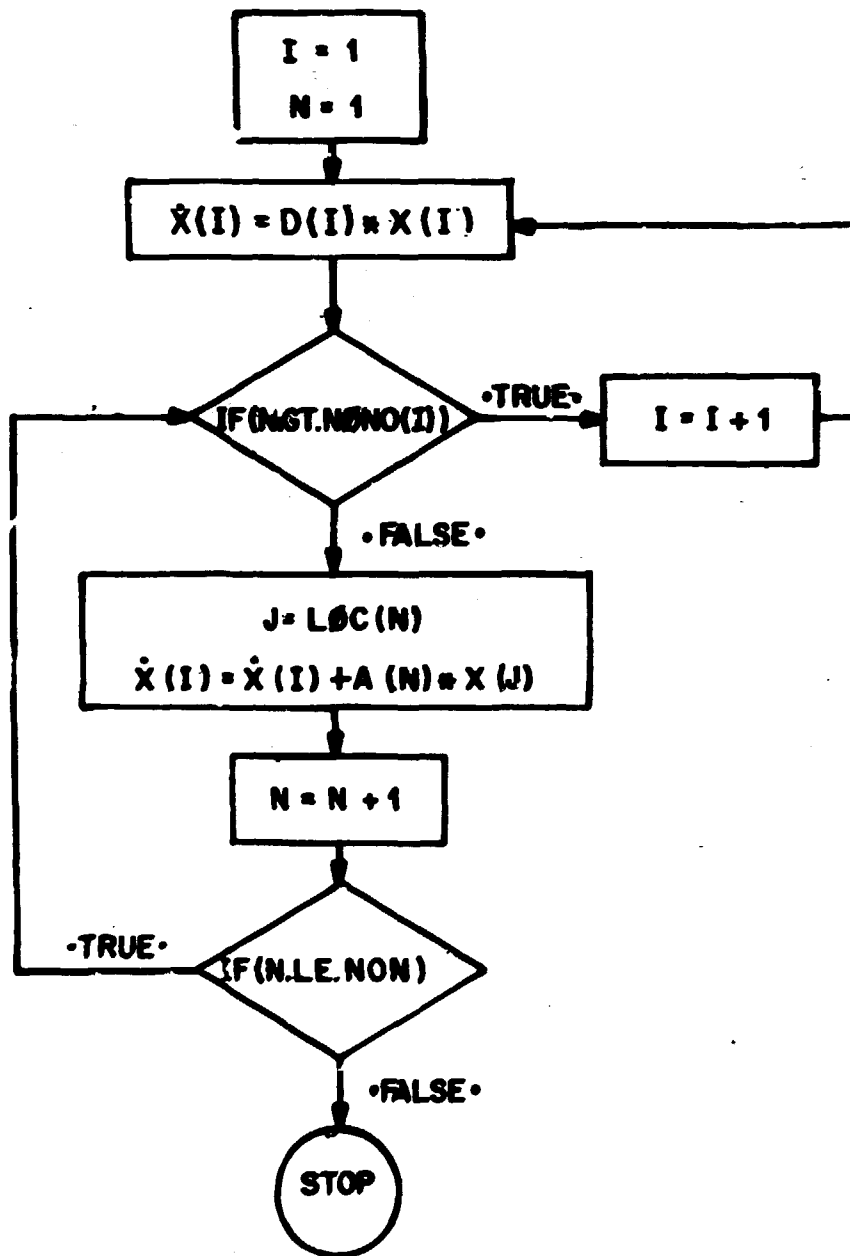 I = 1
N = 1
Ẋ(I) = D(I) * X(I)
IF(N.GT.NØNO(I))
•TRUE•
I = I + 1
•FALSE•
J = LØC(N)
Ẋ(I) = Ẋ(I) + A(N) * X(J)
N = N + 1
•TRUE•
IF(N.LE.NON)
•FALSE•
STOP